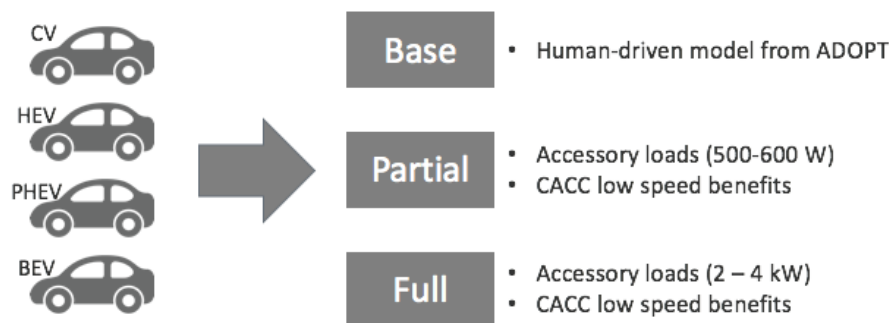 CV
HEV
PHEV
BEV
Base
• Human-driven model from ADOPT
Partial
• Accessory loads (500-600 W)
• CACC low speed benefits
Full
• Accessory loads (2 – 4 kW)
• CACC low speed benefits